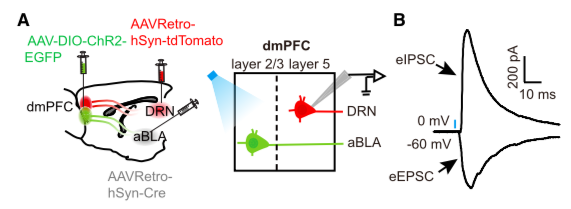 A
AAVRetro-
hSyn-tdTomato
AAV-DIO-ChR2-
EGFP
dmPFC
DRN
aBLA
AAVRetro-
hSyn-Cre
dmPFC
layer 2/3 layer 5
DRN
aBLA
B
eIPSC
200 pA
10 ms
0 mV
-60 mV
eEPSC